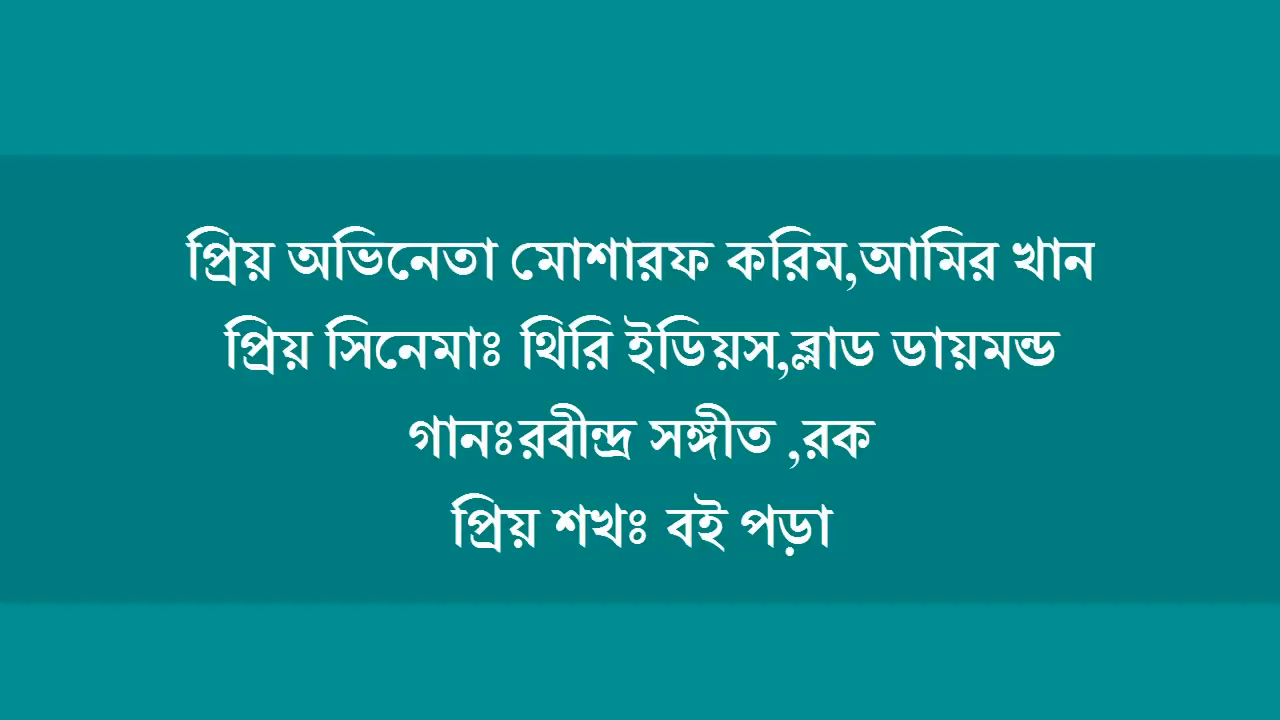 প্রিয় অভিনেতা মোশারফ করিম,আমির খান
প্রিয় সিনেমাঃ থিরি ইডিয়স,ব্লাড ডায়মন্ড
গানঃরবীন্দ্র সঙ্গীত ,রক
প্রিয় শখঃ বই পড়া